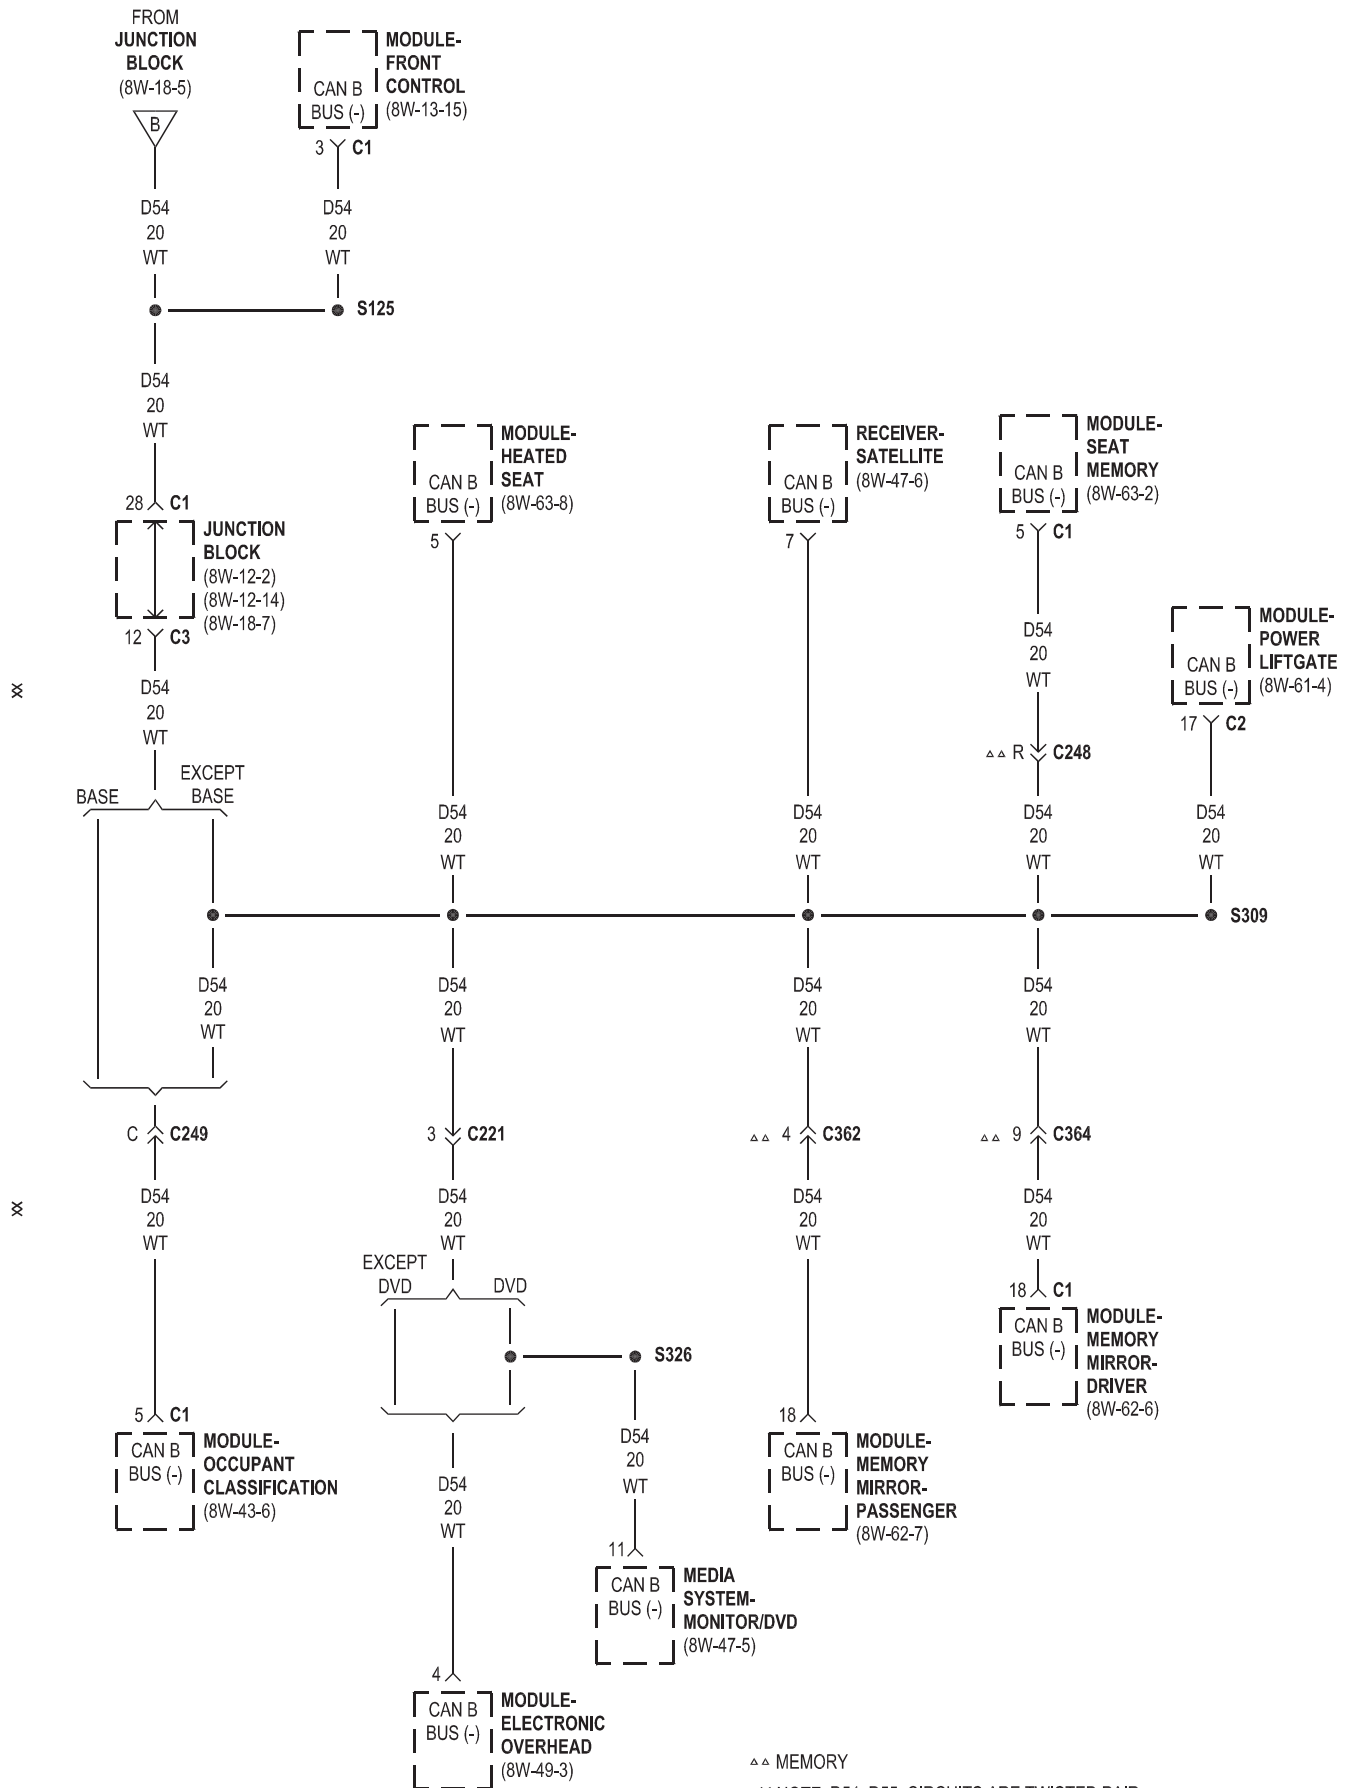 FROM
JUNCTION
BLOCK
(8W-18-5)
B
CAN B
BUS (-)
MODULE-
FRONT
CONTROL
(8W-13-15)
3 C1
D54
20
WT
D54
20
WT
S125
D54
20
WT
28 C1
JUNCTION
BLOCK
(8W-12-2)
(8W-12-14)
(8W-18-7)
12 C3
D54
20
WT
XX
BASE
EXCEPT
BASE
CAN B
BUS (-)
MODULE-
HEATED
SEAT
(8W-63-8)
5
D54
20
WT
CAN B
BUS (-)
RECEIVER-
SATELLITE
(8W-47-6)
7
D54
20
WT
CAN B
BUS (-)
MODULE-
SEAT
MEMORY
(8W-63-2)
5 C1
D54
20
WT
△△ R C248
D54
20
WT
CAN B
BUS (-)
MODULE-
POWER
LIFTGATE
(8W-61-4)
17 C2
D54
20
WT
S309
D54
20
WT
C C249
XX
D54
20
WT
5 C1
CAN B
BUS (-)
MODULE-
OCCUPANT
CLASSIFICATION
(8W-43-6)
D54
20
WT
3 C221
D54
20
WT
EXCEPT
DVD
DVD
S326
D54
20
WT
11
CAN B
BUS (-)
MEDIA
SYSTEM-
MONITOR/DVD
(8W-47-5)
D54
20
WT
4
CAN B
BUS (-)
MODULE-
ELECTRONIC
OVERHEAD
(8W-49-3)
D54
20
WT
△△ 4 C362
D54
20
WT
18
CAN B
BUS (-)
MODULE-
MEMORY
MIRROR-
PASSENGER
(8W-62-7)
D54
20
WT
△△ 9 C364
D54
20
WT
18 C1
CAN B
BUS (-)
MODULE-
MEMORY
MIRROR-
DRIVER
(8W-62-6)
△△ MEMORY
NOTE: D54, D55, CIRCUITS ARE TWISTED PAIR